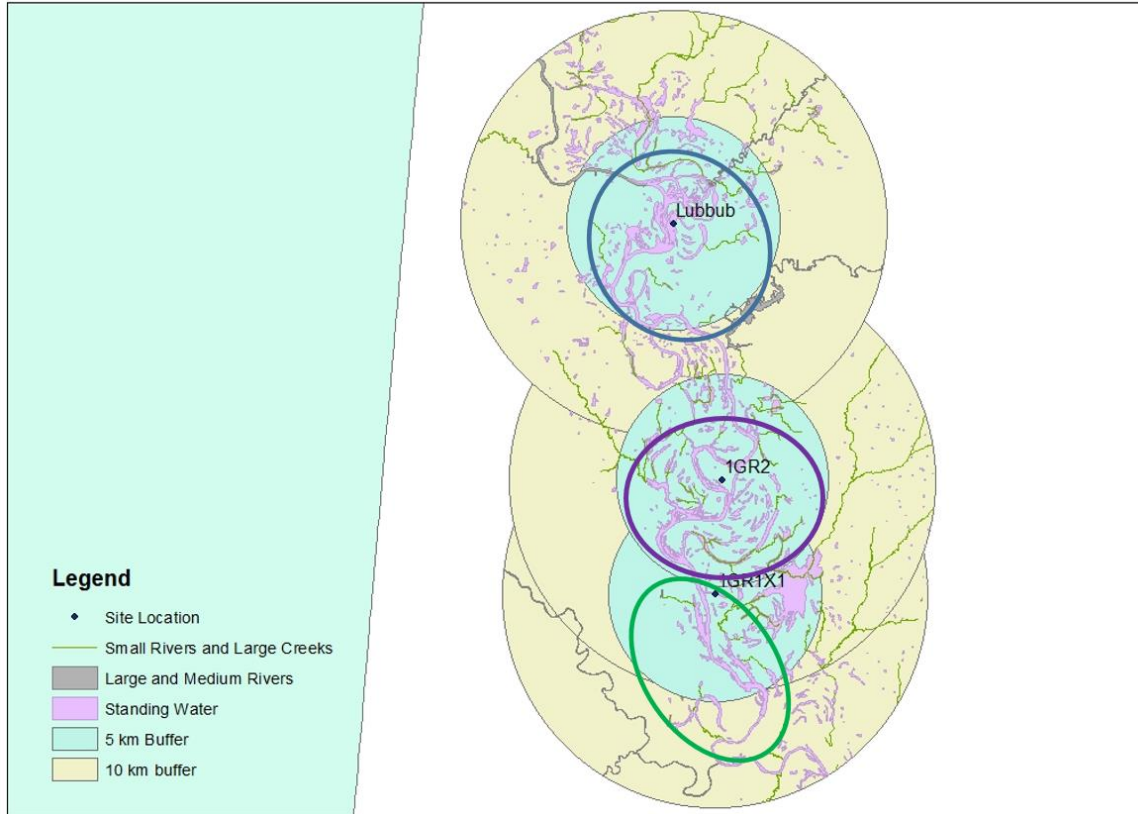 Lubbub
1GR2
1GR1X1
Legend
Site Location
Small Rivers and Large Creeks
Large and Medium Rivers
Standing Water
5 km Buffer
10 km buffer